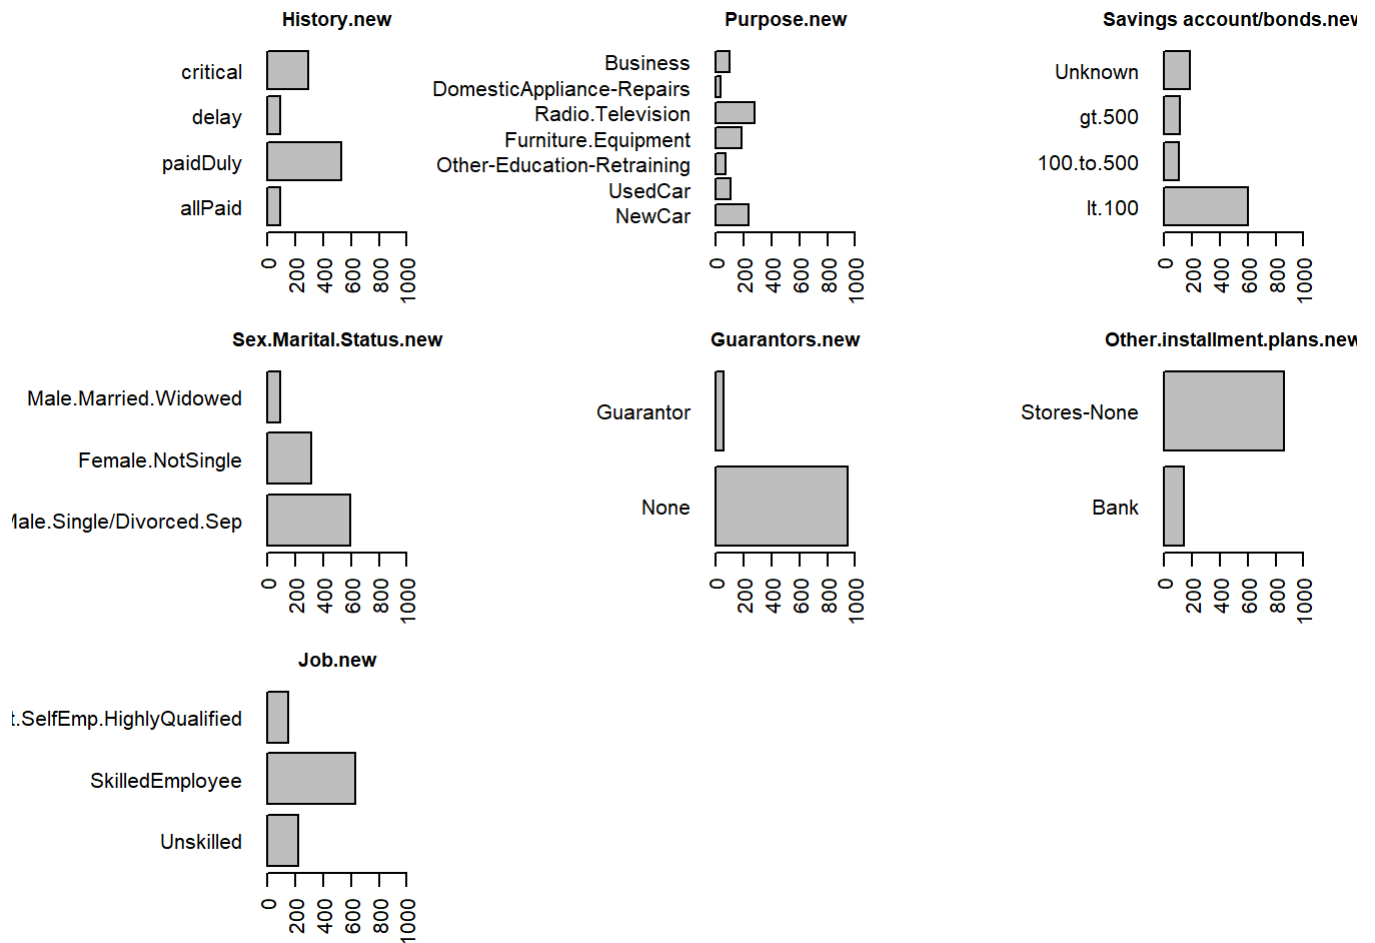 History.new
critical
delay
paidDuly
allPaid
0 200 400 600 800 1000
Purpose.new
Business
DomesticAppliance-Repairs
Radio.Television
Furniture.Equipment
Other-Education-Retraining
UsedCar
NewCar
0 200 400 600 800 1000
Savings account/bonds.new
Unknown
gt.500
100.to.500
lt.100
0 200 400 600 800 1000
Sex.Marital.Status.new
Male.Married.Widowed
Female.NotSingle
Male.Single/Divorced.Sep
0 200 400 600 800 1000
Guarantors.new
Guarantor
None
0 200 400 600 800 1000
Other.installment.plans.new
Stores-None
Bank
0 200 400 600 800 1000
Job.new
t.SelfEmp.HighlyQualified
SkilledEmployee
Unskilled
0 200 400 600 800 1000